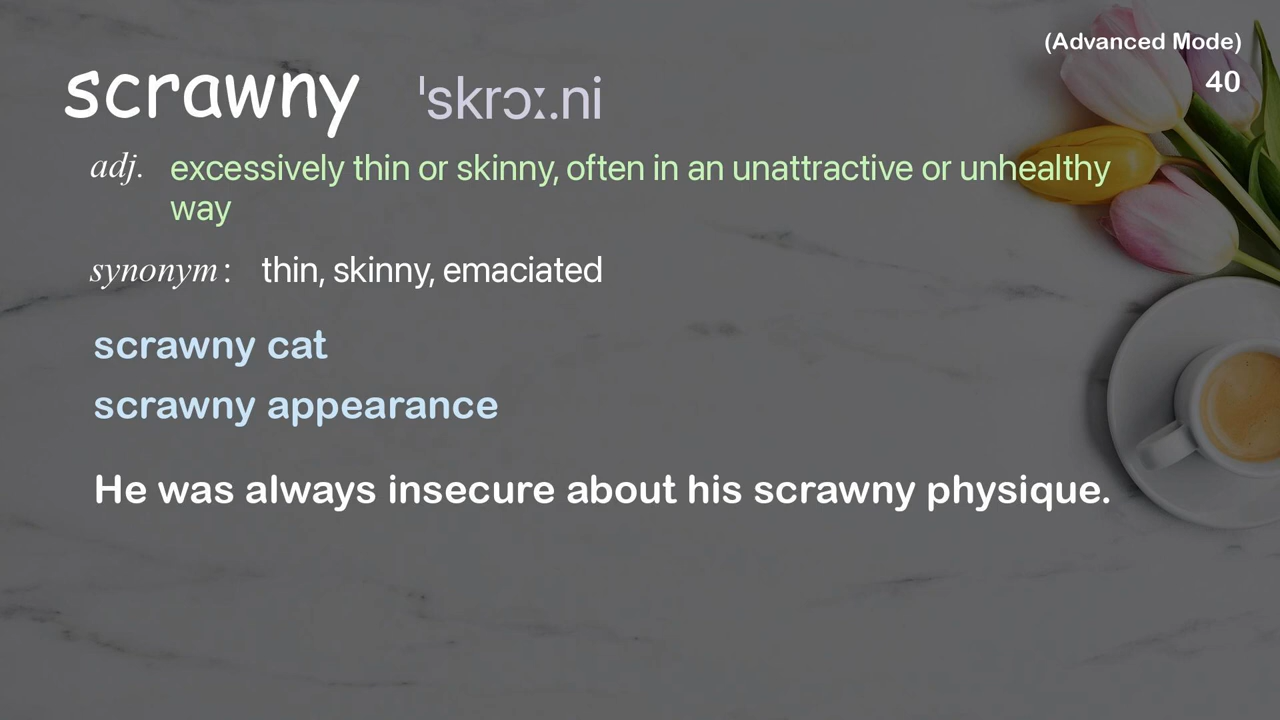 (Advanced Mode)
40
scrawny ˈskrɔː.ni
adj. excessively thin or skinny, often in an unattractive or unhealthy
way
synonym: thin, skinny, emaciated
scrawny cat
scrawny appearance
He was always insecure about his scrawny physique.